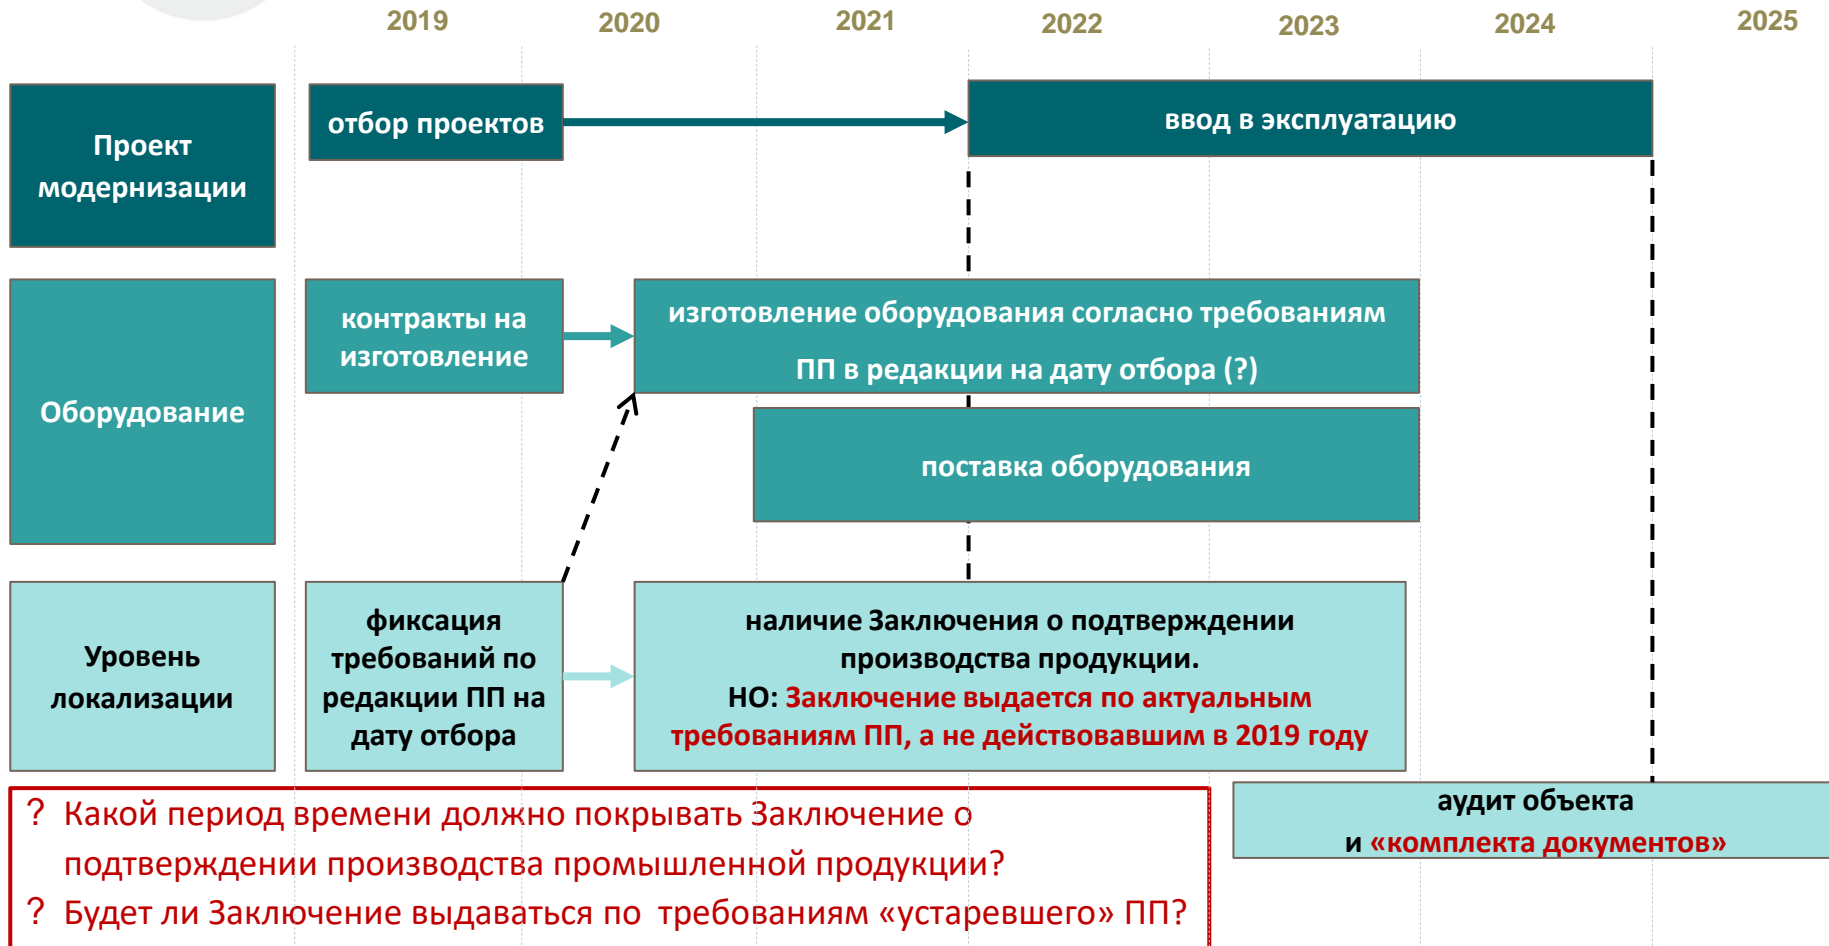 2019
2020
2021
2022
2023
2024
2025
Проект
модернизации
отбор проектов
ввод в эксплуатацию
Оборудование
контракты на
изготовление
изготовление оборудования согласно требованиям
ПП в редакции на дату отбора (?)
поставка оборудования
Уровень
локализации
фиксация
требований по
редакции ПП на
дату отбора
наличие Заключения о подтверждении
производства продукции.
НО: Заключение выдается по актуальным
требованиям ПП, а не действовавшим в 2019 году
аудит объекта
и «комплекта документов»
? Какой период времени должно покрывать Заключение о
подтверждении производства промышленной продукции?
? Будет ли Заключение выдаваться по требованиям «устаревшего» ПП?